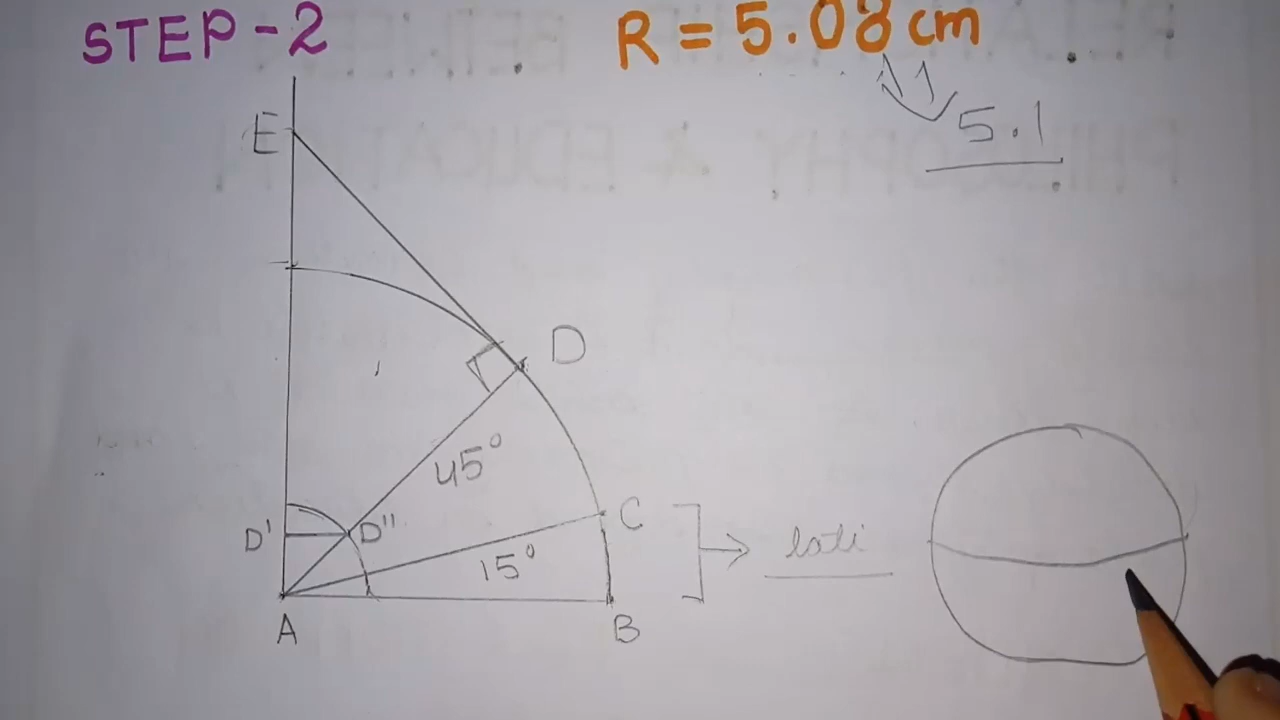 STEP-2
R = 5.08 cm
5.1
E
D
45°
D'
D"
C
15°
lati
A
B